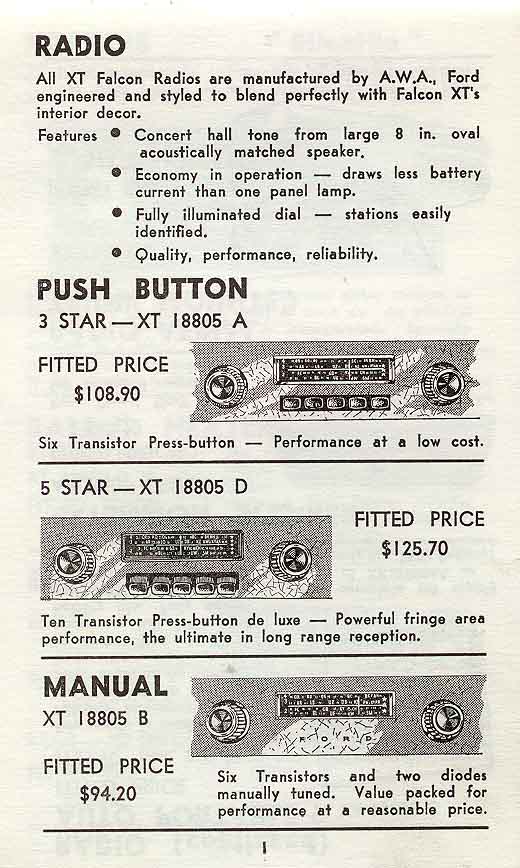 RADIO
All XT Falcon Radios are manufactured by A.W.A., Ford
engineered and styled to blend perfectly with Falcon XT's
interior decor.
Features ● Concert hall tone from large 8 in. oval
acoustically matched speaker.
● Economy in operation — draws less battery
current than one panel lamp.
● Fully illuminated dial — stations easily
identified.
● Quality, performance, reliability.
PUSH BUTTON
3 STAR — XT 18805 A
FITTED PRICE
$108.90
Six Transistor Press-button — Performance at a low cost.
5 STAR — XT 18805 D
FITTED PRICE
$125.70
Ten Transistor Press-button de luxe — Powerful fringe area
performance, the ultimate in long range reception.
MANUAL
XT 18805 B
FORD
FITTED PRICE
$94.20
Six Transistors and two diodes
manually tuned. Value packed for
performance at a reasonable price.
1